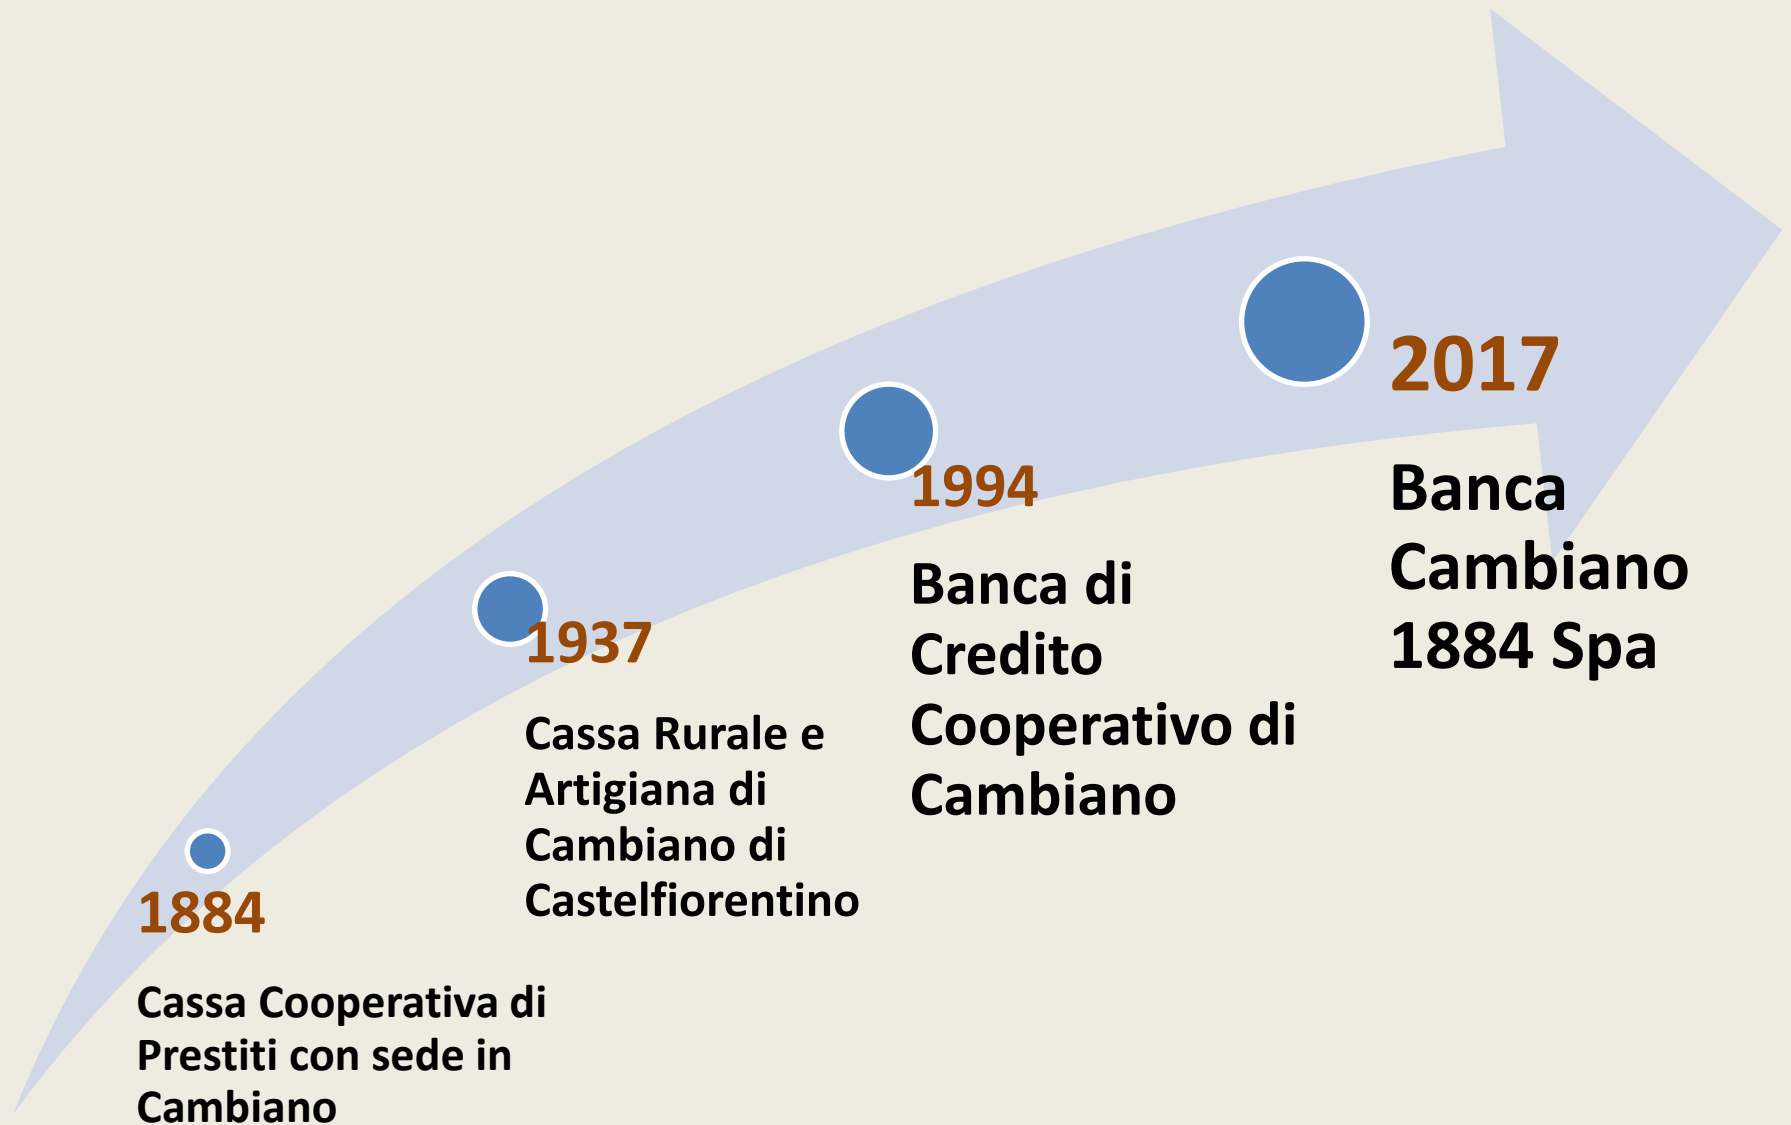 1884
Cassa Cooperativa di
Prestiti con sede in
Cambiano
1937
Cassa Rurale e
Artigiana di
Cambiano di
Castelfiorentino
1994
Banca di
Credito
Cooperativo di
Cambiano
2017
Banca
Cambiano
1884 Spa